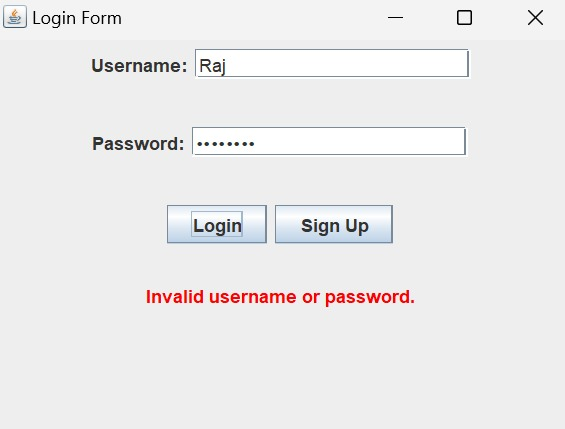 Login Form
Username: Raj
Password: ••••••••
Login Sign Up
Invalid username or password.